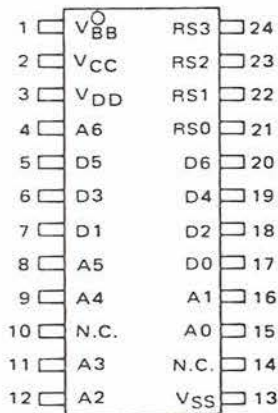 1 VBB RS3 24
2 VCC RS2 23
3 VDD RS1 22
4 A6 RS0 21
5 D5 D6 20
6 D3 D4 19
7 D1 D2 18
8 A5 D0 17
9 A4 A1 16
10 N.C. A0 15
11 A3 N.C. 14
12 A2 VSS 13